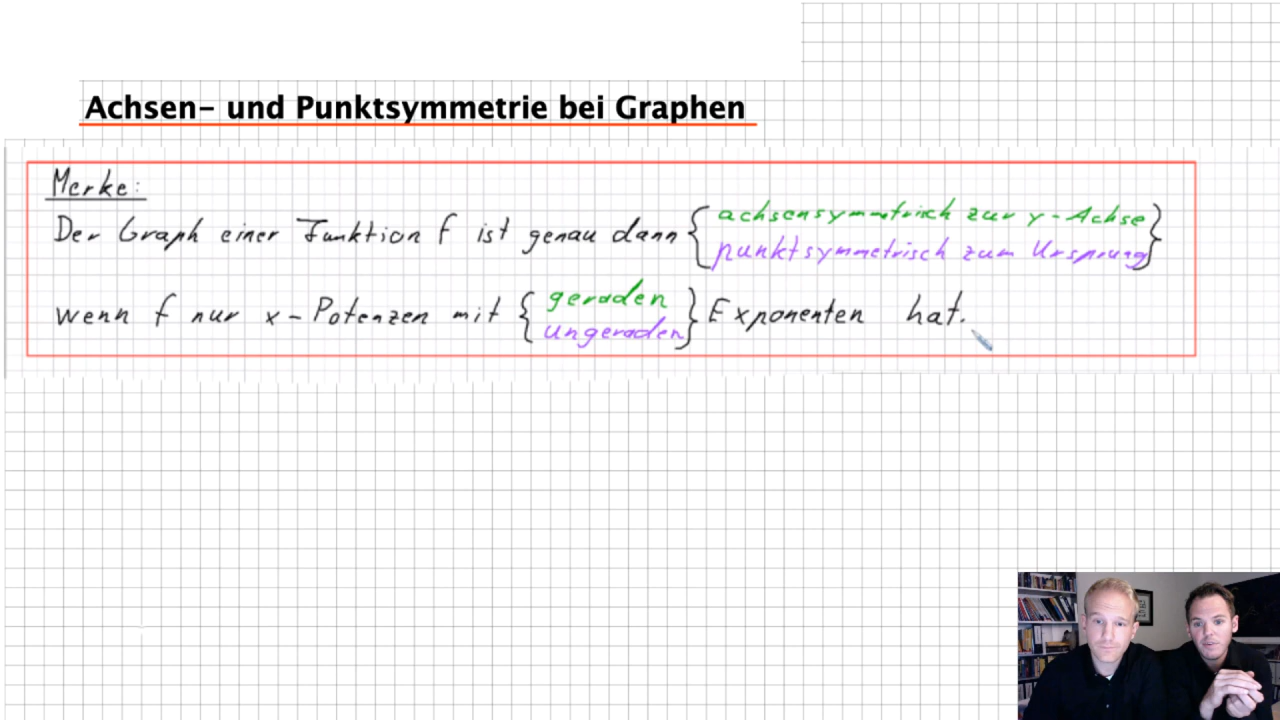 Achsen- und Punktsymmetrie bei Graphen
Merke:
Der Graph einer Funktion f ist genau dann { achsensymmetrisch zur y-Achse
punktsymmetrisch zum Ursprung }
wenn f nur x-Potenzen mit { geraden
ungeraden } Exponenten hat.